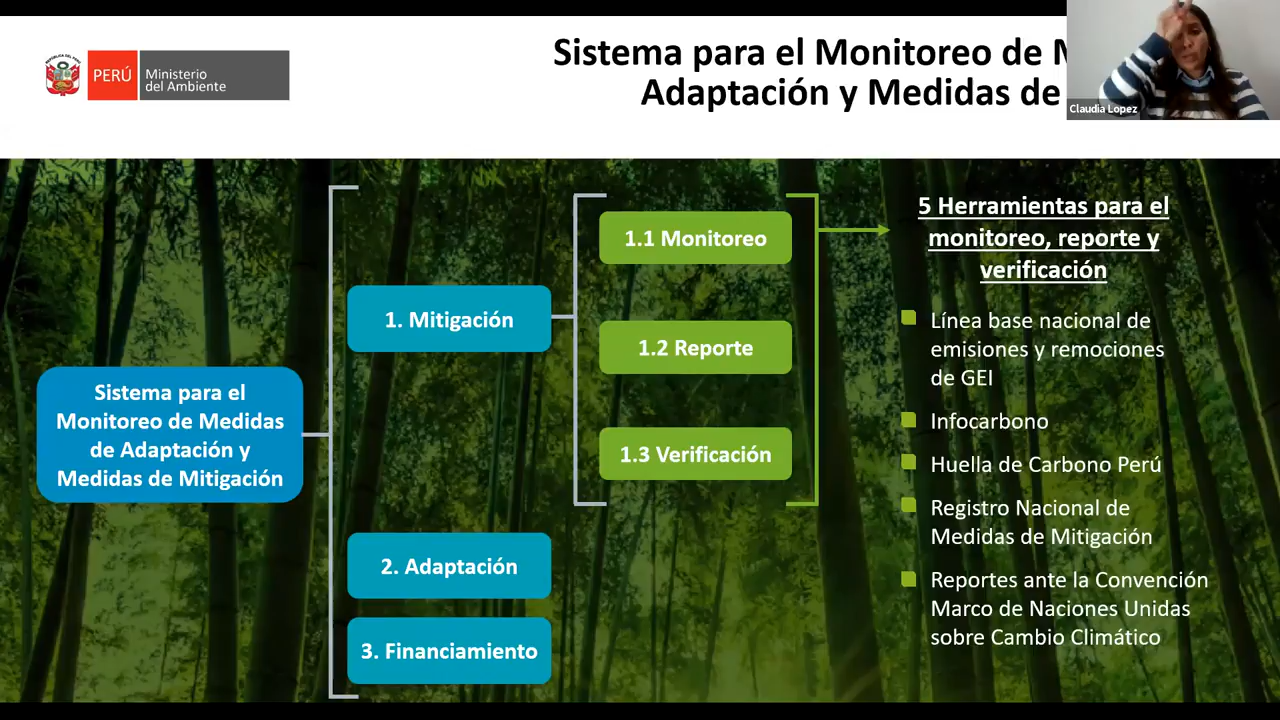 PERÚ
Ministerio
del Ambiente
Sistema para el Monitoreo de
Adaptación y Medidas de
Claudia Lopez
Sistema para el
Monitoreo de Medidas
de Adaptación y
Medidas de Mitigación
1. Mitigación
2. Adaptación
3. Financiamiento
1.1 Monitoreo
1.2 Reporte
1.3 Verificación
5 Herramientas para el
monitoreo, reporte y
verificación
Línea base nacional de
emisiones y remociones
de GEI
Infocarbono
Huella de Carbono Perú
Registro Nacional de
Medidas de Mitigación
Reportes ante la Convención
Marco de Naciones Unidas
sobre Cambio Climático